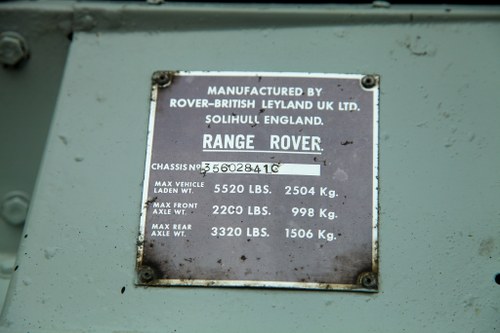 MANUFACTURED BY
ROVER-BRITISH LEYLAND UK LTD.
SOLIHULL ENGLAND.
RANGE ROVER.
CHASSIS Nº 35602841C
MAX VEHICLE LADEN WT. 5520 LBS. 2504 Kg.
MAX FRONT AXLE WT. 2200 LBS. 998 Kg.
MAX REAR AXLE WT. 3320 LBS. 1506 Kg.